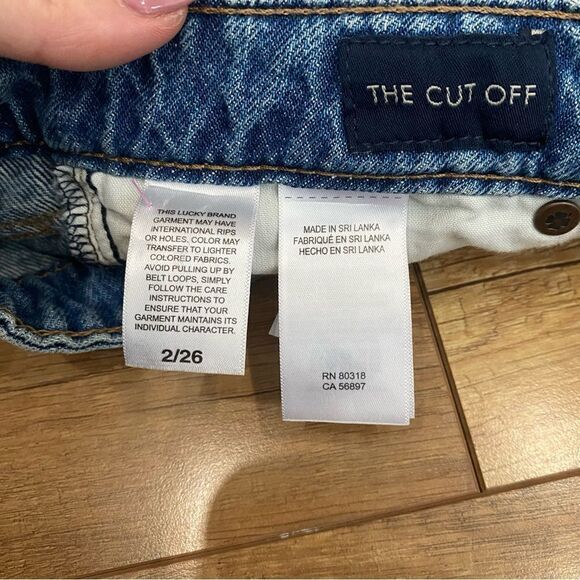 THE CUT OFF
THIS LUCKY BRAND
GARMENT MAY HAVE
INTERNATIONAL RIPS
OR HOLES. COLOR MAY
TRANSFER TO LIGHTER
COLORED FABRICS.
AVOID PULLING UP BY
BELT LOOPS, SIMPLY
FOLLOW THE CARE
INSTRUCTIONS TO
ENSURE THAT YOUR
GARMENT MAINTAINS ITS
INDIVIDUAL CHARACTER.
2/26
MADE IN SRI LANKA
FABRIQUÉ EN SRI LANKA
HECHO EN SRI LANKA
RN 80318
CA 56897